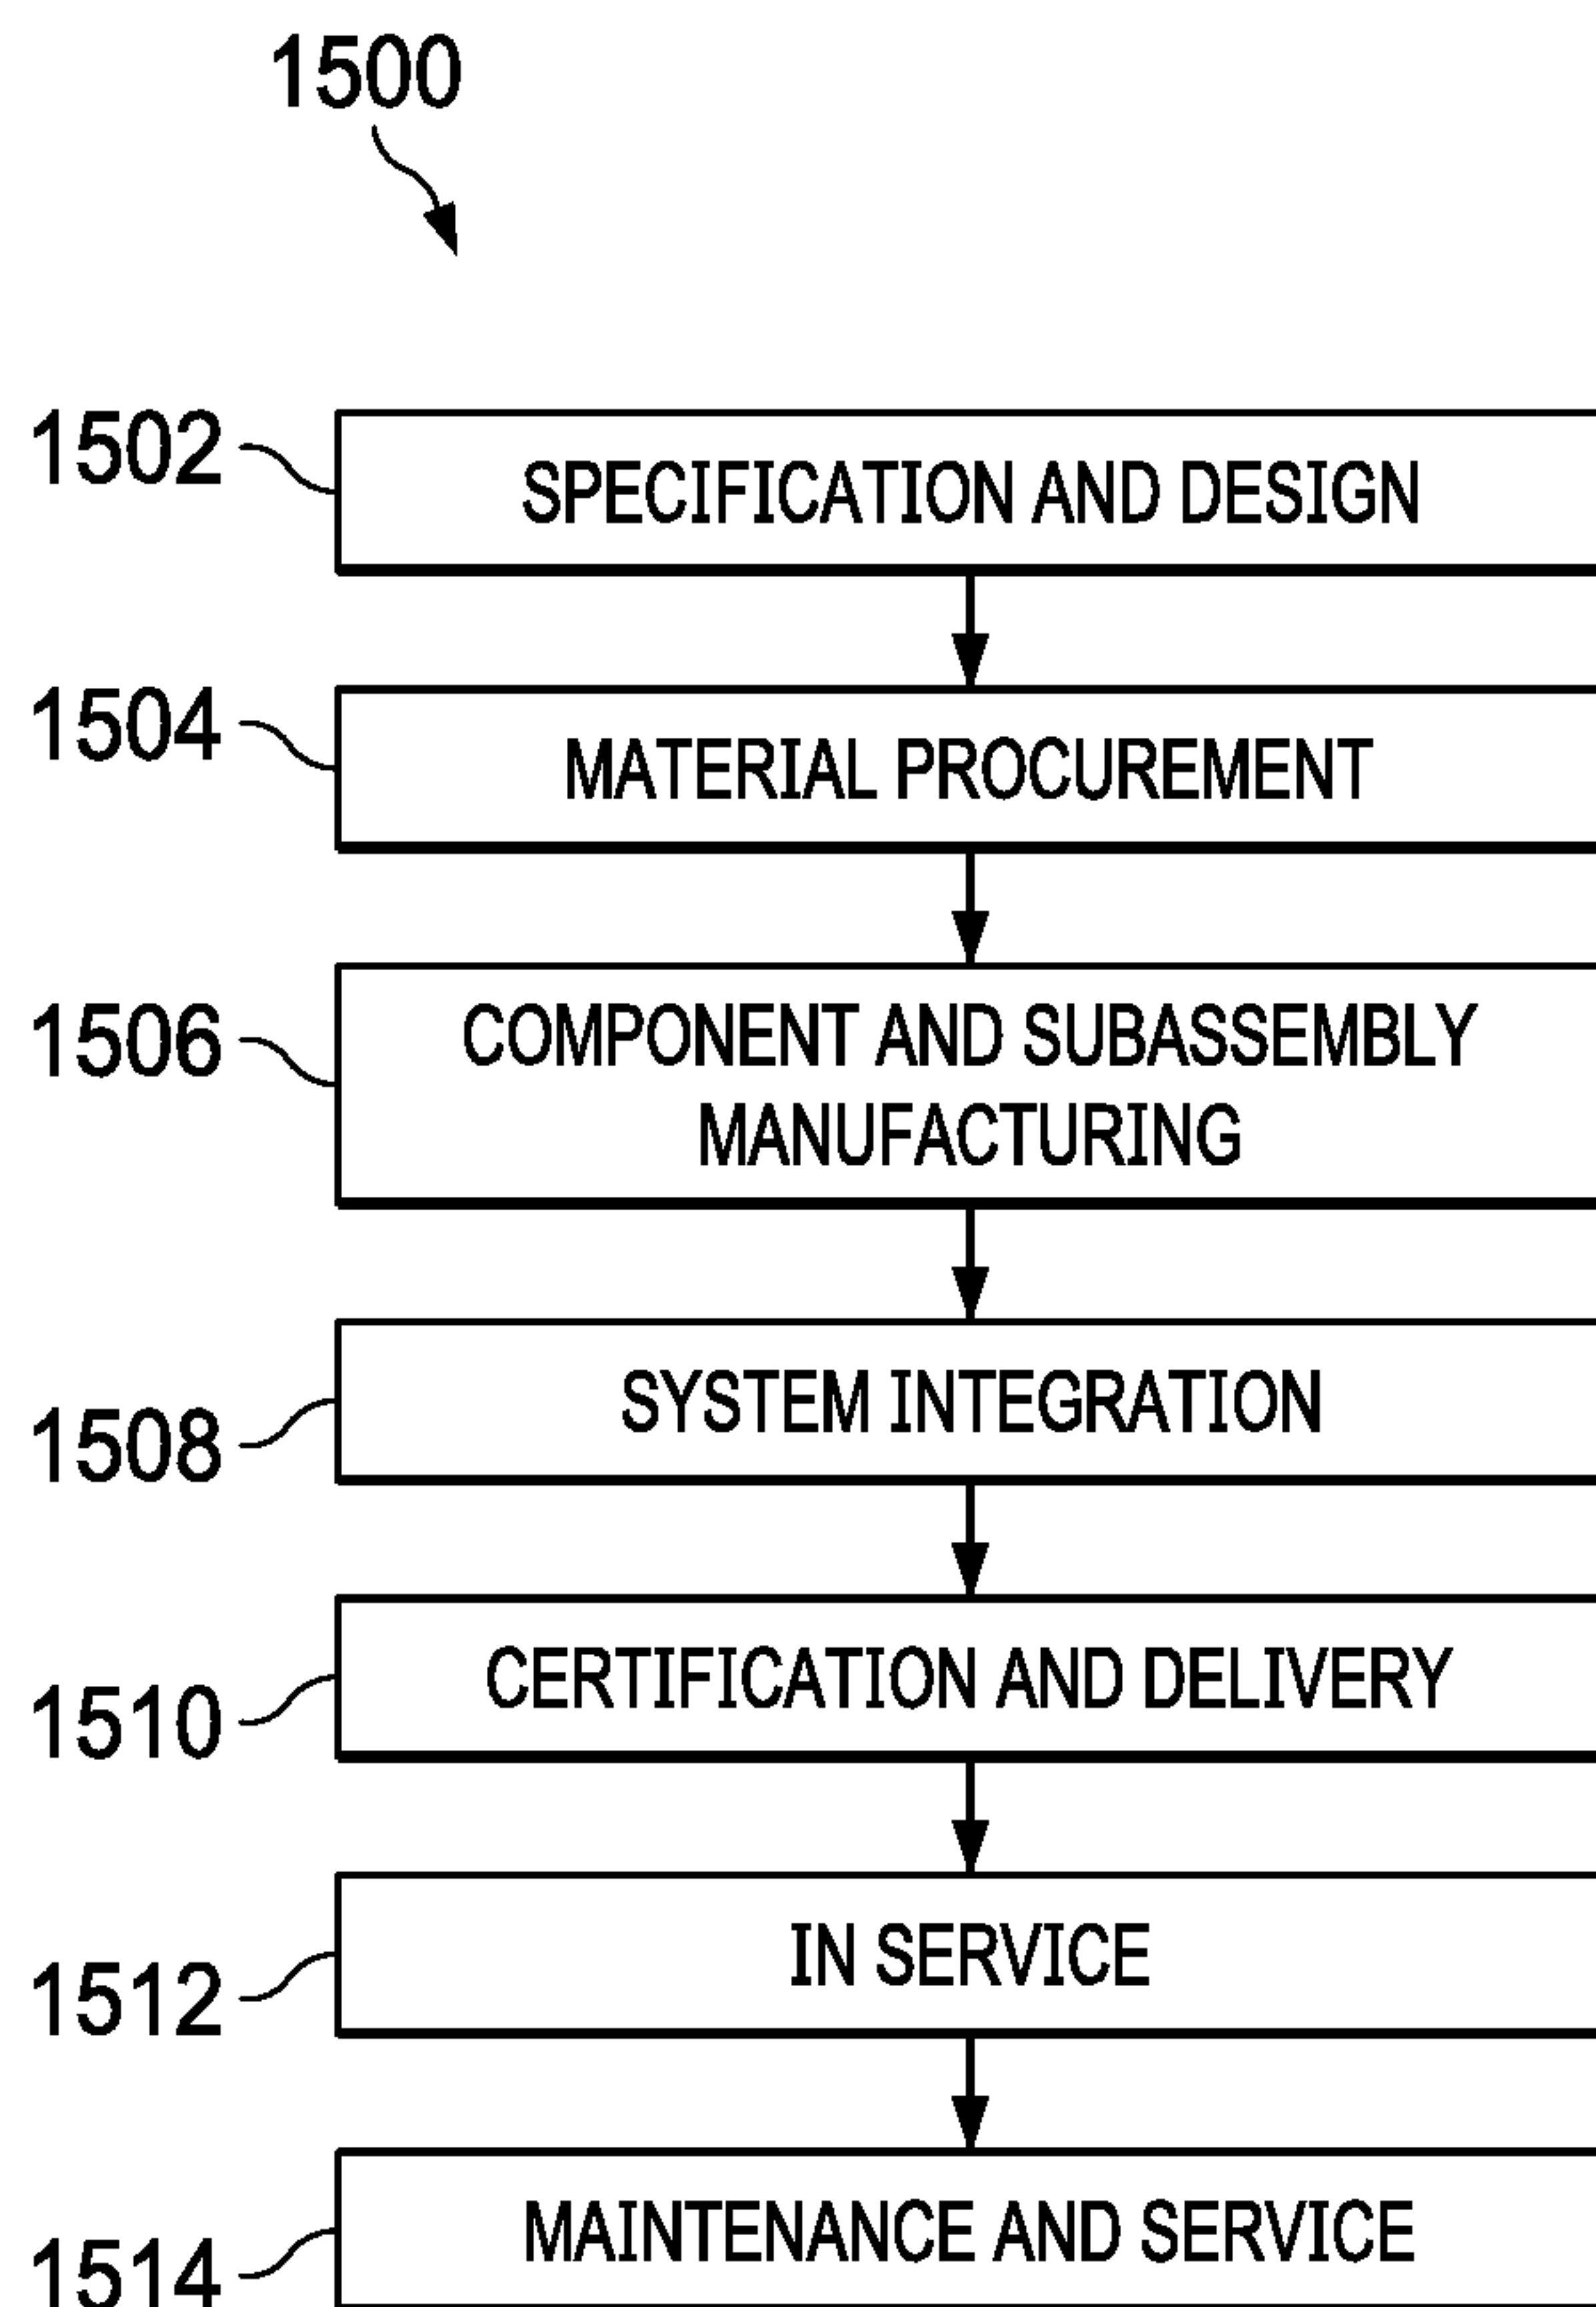 1500
1502 SPECIFICATION AND DESIGN
1504 MATERIAL PROCUREMENT
1506 COMPONENT AND SUBASSEMBLY
MANUFACTURING
1508 SYSTEM INTEGRATION
1510 CERTIFICATION AND DELIVERY
1512 IN SERVICE
1514 MAINTENANCE AND SERVICE